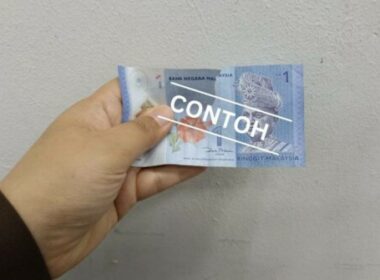 BANK NEGARA MALAYSIA
1
CONTOH
RINGGIT MALAYSIA